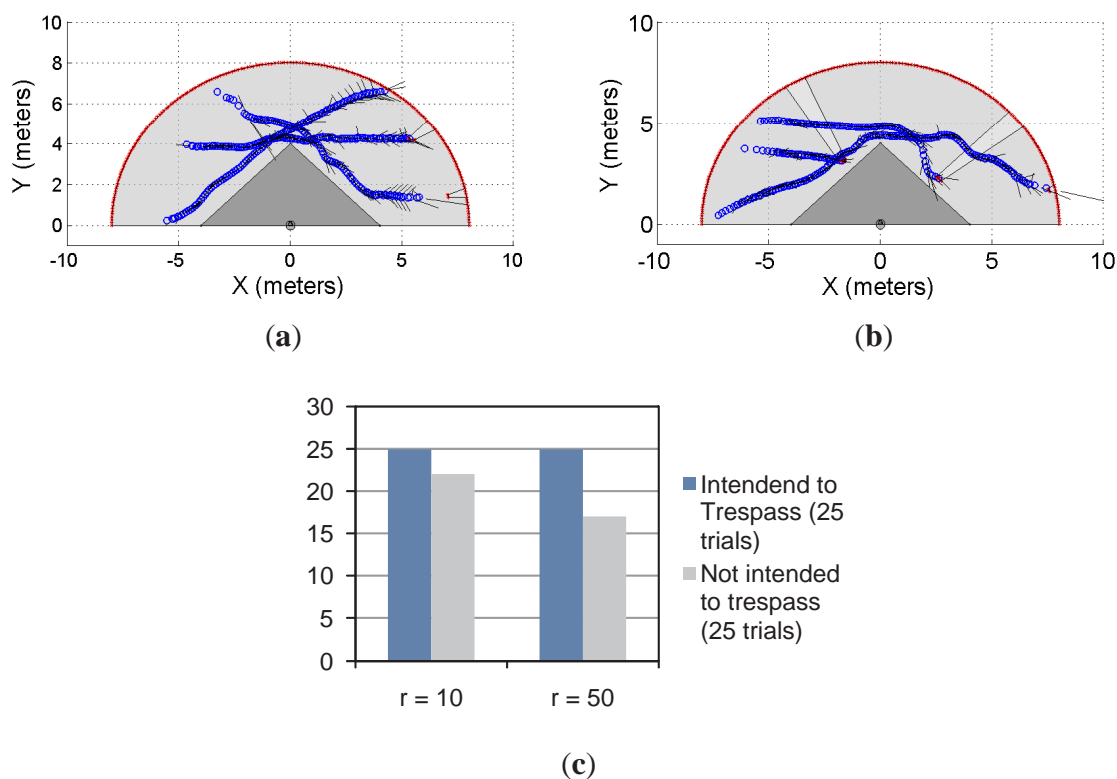 10
8
6
4
2
0
Y (meters)
-10
-5
0
5
10
X (meters)
(a)
10
5
0
Y (meters)
-10
-5
0
5
10
X (meters)
(b)
30
25
20
15
10
5
0
r = 10
r = 50
Intendend to
Trespass (25
trials)
Not intended
to trespass
(25 trials)
(c)